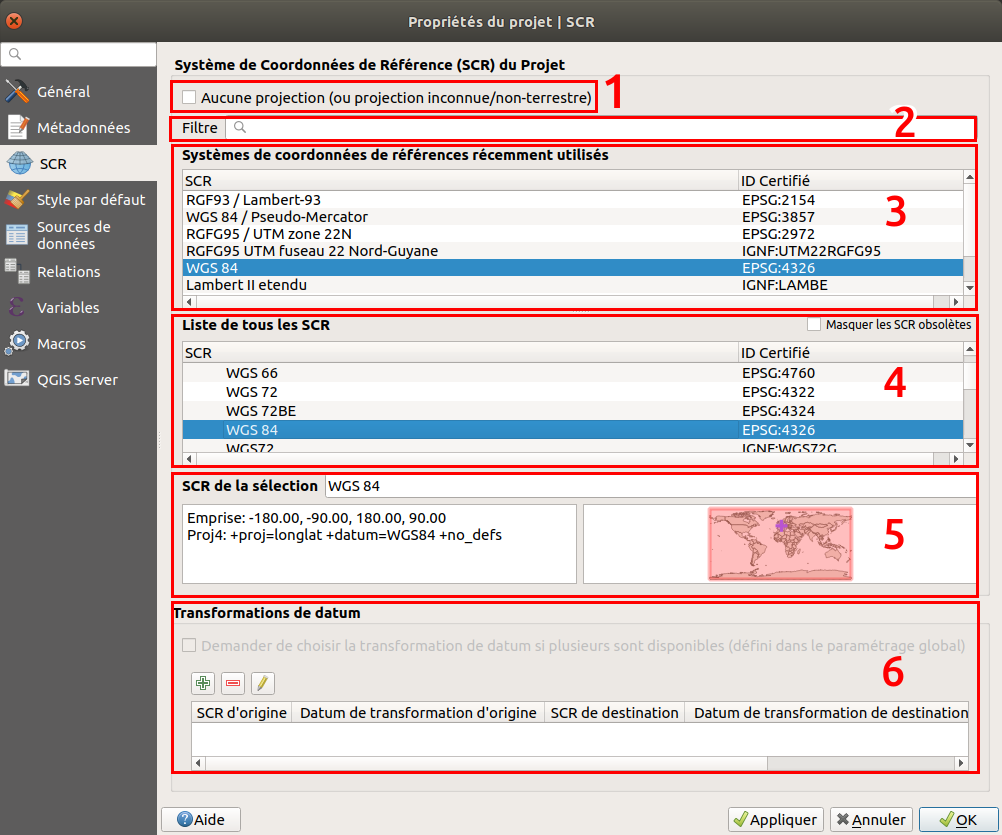 Propriétés du projet | SCR
Général
Métadonnées
SCR
Style par défaut
Sources de
données
Relations
Variables
Macros
QGIS Server
Système de Coordonnées de Référence (SCR) du Projet
Aucune projection (ou projection inconnue/non-terrestre)
1
Filtre
2
Systèmes de coordonnées de références récemment utilisés
SCR ID Certifié
RGF93 / Lambert-93 EPSG:2154
WGS 84 / Pseudo-Mercator EPSG:3857
3
RGFG95 / UTM zone 22N EPSG:2972
RGFG95 UTM fuseau 22 Nord-Guyane IGNF:UTM22RGFG95
WGS 84 EPSG:4326
Lambert II etendu IGNF:LAMBE
Liste de tous les SCR Masquer les SCR obsolètes
SCR ID Certifié
WGS 66 EPSG:4760
4
WGS 72 EPSG:4322
WGS 72BE EPSG:4324
WGS 84 EPSG:4326
WGS72 IGNF:WGS72G
SCR de la sélection WGS 84
Emprise: -180.00, -90.00, 180.00, 90.00
Proj4: +proj=longlat +datum=WGS84 +no_defs
5
Transformations de datum
Demander de choisir la transformation de datum si plusieurs sont disponibles (défini dans le paramétrage global)
6
SCR d'origine Datum de transformation d'origine SCR de destination Datum de transformation de destination
Aide Appliquer Annuler OK